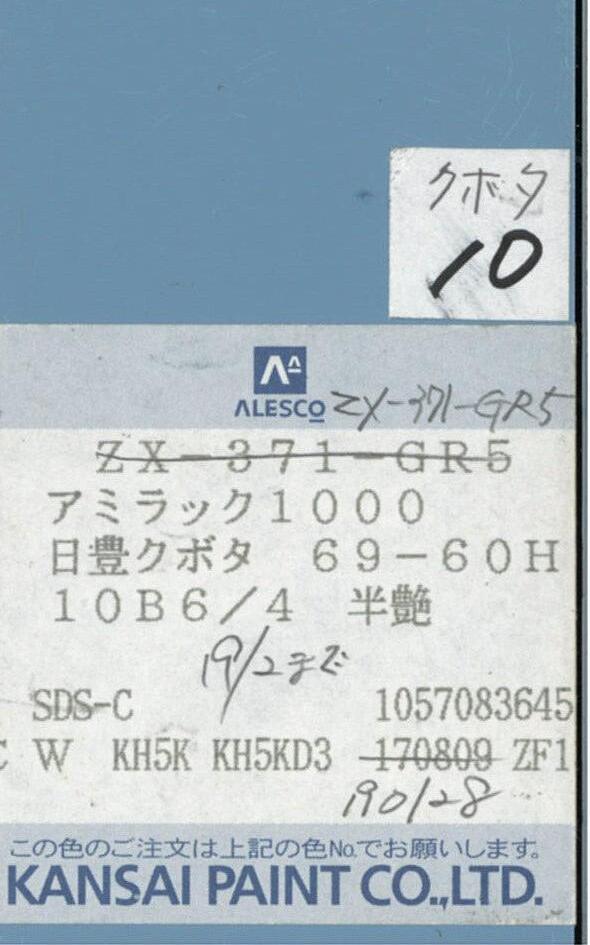 クボタ
10
ALESCO
ZX-371-GR5
ZX-371-GR5
アミラック1000
日豊クボタ 69-60H
10B6/4 半艶
19/2まで
SDS-C 1057083645
C W KH5K KH5KD3 170809 ZF1
190128
この色のご注文は上記の色No.でお願いします。
KANSAI PAINT CO.,LTD.